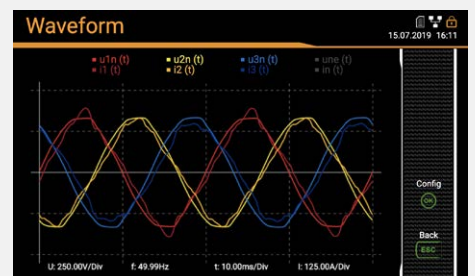 Waveform
15.07.2019 16:11
u1n (t) u2n (t) u3n (t) une (t)
i1 (t) i2 (t) i3 (t) in (t)
Config
OK
Back
ESC
U: 250.00V/Div f: 49.99Hz t: 10.00ms/Div I: 125.00A/Div